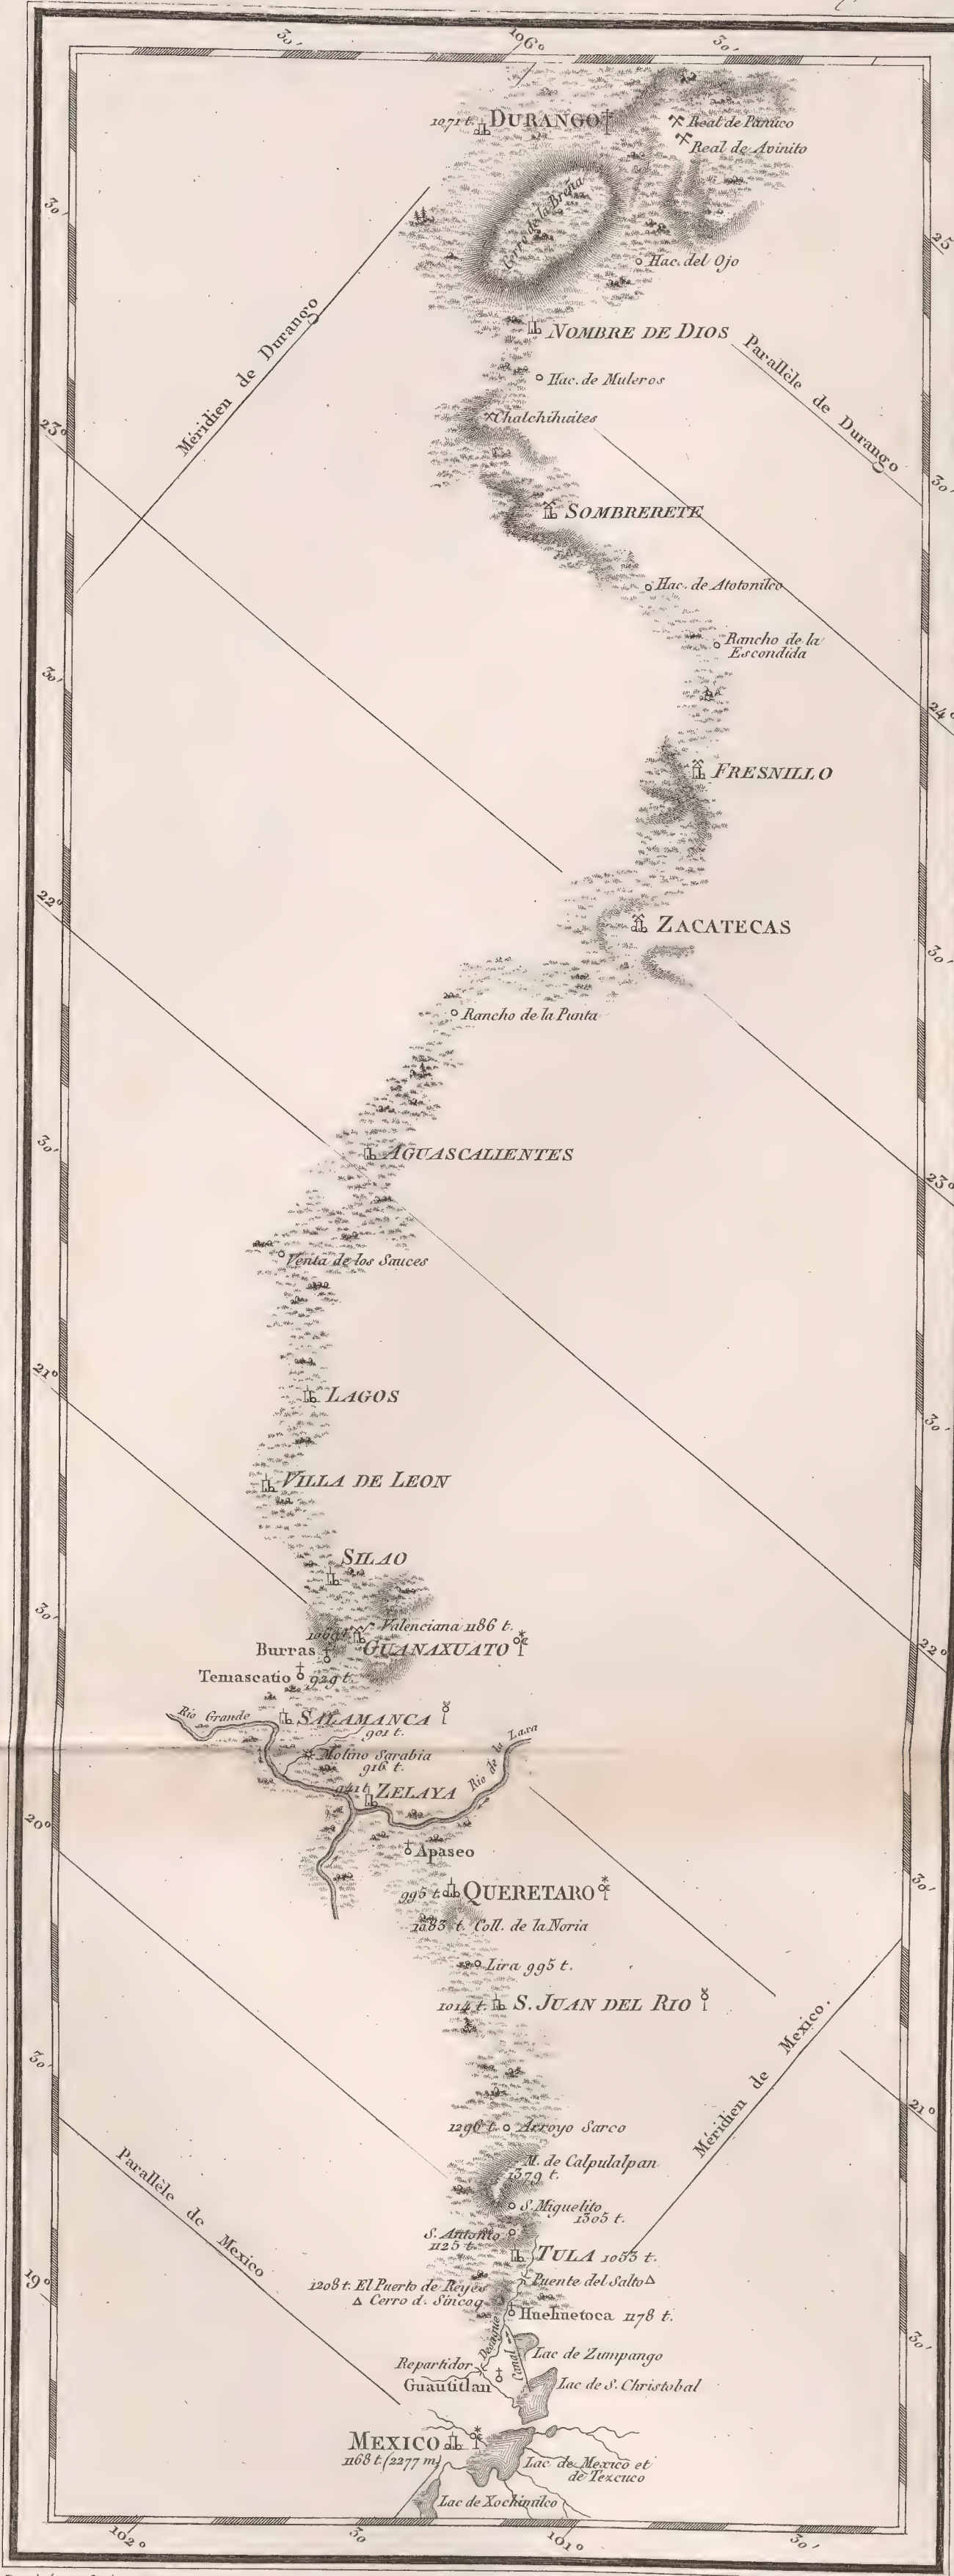 30'
106°
30'
1071 t. DURANGO
Real de Panuco
Real de Avinito
Cerro de la Breña
30'
25
Hac. del Ojo
Méridien de Durango
NOMBRE DE DIOS
Parallèle de Durango
Hac. de Muleros
Chalchihuites
23°
30'
SOMBRERETE
Hac. de Atotonilco
Rancho de la
Escondida
30'
24°
FRESNILLO
22°
ZACATECAS
30'
Rancho de la Punta
30'
AGUASCALIENTES
23°
Venta de los Sauces
21°
LAGOS
30'
VILLA DE LEON
SILAO
30'
Valenciana 1186 t.
GUANAXUATO
22°
Burras
Temascatio 929 t.
Rio Grande
SALAMANCA
901 t.
Molino Sarabia
916 t.
Rio de la Laxa
941 t. ZELAYA
20°
Apaseo
30'
995 t. QUERETARO
1383 t. Coll. de la Noria
Lira 995 t.
1014 t. S. JUAN DEL RIO
Méridien de Mexico.
30'
21°
1296 t. Arroyo Sarco
M. de Calpulalpan
1379 t.
S. Miguelito
1305 t.
S. Antonio
1125 t.
TULA 1053 t.
Parallèle de Mexico
19°
Puente del Salto
1208 t. El Puerto de Reyes
Cerro d. Sincoq
Huehuetoca 1178 t.
30'
Desague
Canal
Lac de Zumpango
Repartidor
Guautitlan
Lac de S. Christobal
MEXICO
1168 t. (2277 m)
Lac de Mexico et
de Tezcuco
Lac de Xochimilco
102°
30
101°
30'